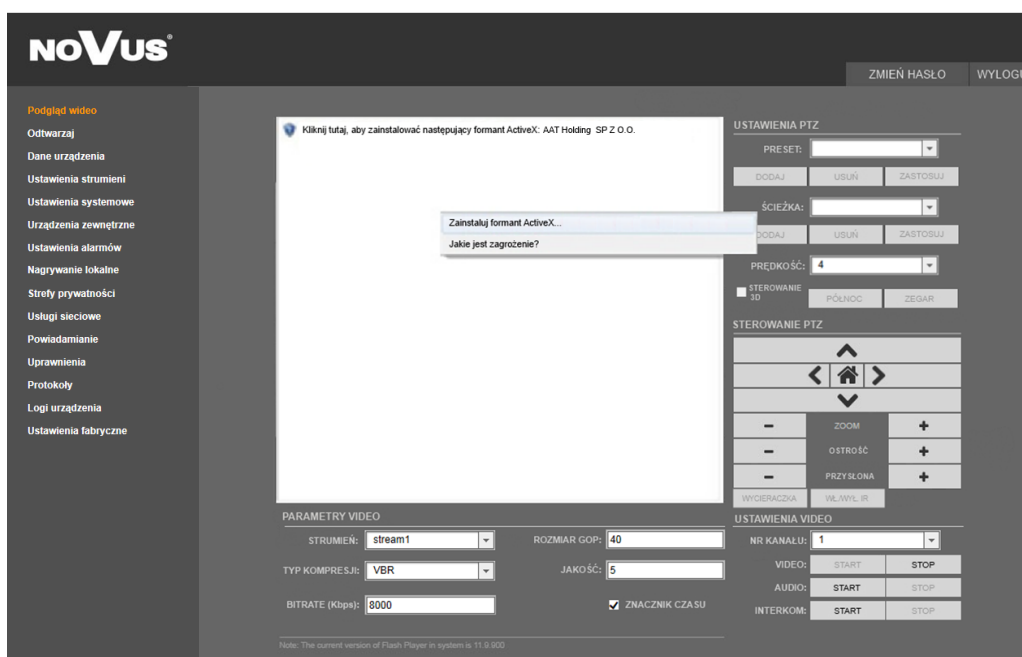 NOVUS®
ZMIEŃ HASŁO
WYLOGU
Podgląd wideo
Odtwarzaj
Dane urządzenia
Ustawienia strumieni
Ustawienia systemowe
Urządzenia zewnętrzne
Ustawienia alarmów
Nagrywanie lokalne
Strefy prywatności
Usługi sieciowe
Powiadamianie
Uprawnienia
Protokoły
Logi urządzenia
Ustawienia fabryczne
Kliknij tutaj, aby zainstalować następujący formant ActiveX: AAT Holding SP Z O.O.
Zainstaluj formant ActiveX...
Jakie jest zagrożenie?
PARAMETRY VIDEO
STRUMIEŃ: stream1 ROZMIAR GOP: 40
TYP KOMPRESJI: VBR JAKOŚĆ: 5
BITRATE (Kbps): 8000 ZNACZNIK CZASU
Note: The current version of Flash Player in system is 11.9.900
USTAWIENIA PTZ
PRESET:
DODAJ USUŃ ZASTOSUJ
ŚCIEŻKA:
DODAJ USUŃ ZASTOSUJ
PRĘDKOŚĆ: 4
STEROWANIE
3D PÓŁNOC ZEGAR
STEROWANIE PTZ
- ZOOM +
- OSTROŚĆ +
- PRZYSŁONA +
WYCIERACZKA WŁ/WYŁ. IR
USTAWIENIA VIDEO
NR KANAŁU: 1
VIDEO: START STOP
AUDIO: START STOP
INTERKOM: START STOP